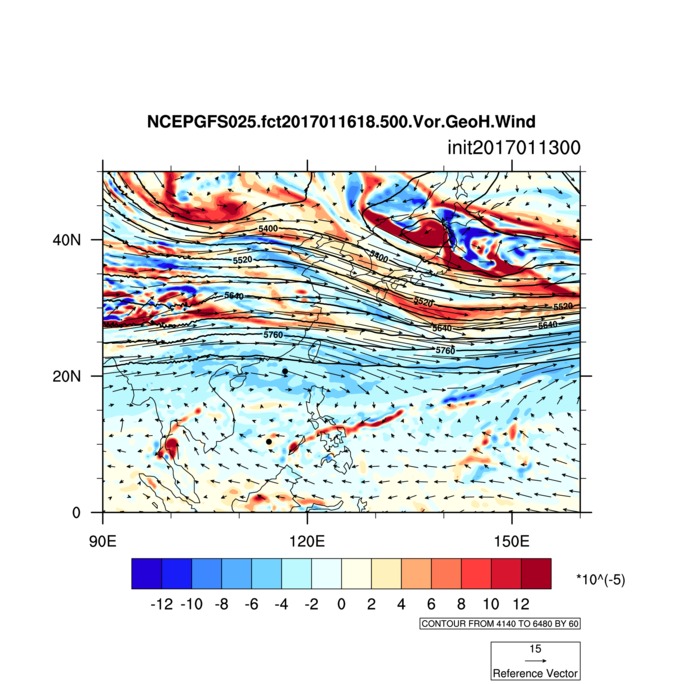 NCEPGFS025.fct2017011618.500.Vor.GeoH.Wind
init2017011300
40N
20N
0
5400
5400
5520
5520
5520
5640
5640
5640
5760
5760
90E 120E 150E
-12 -10 -8 -6 -4 -2 0 2 4 6 8 10 12
*10^(-5)
CONTOUR FROM 4140 TO 6480 BY 60
15
Reference Vector